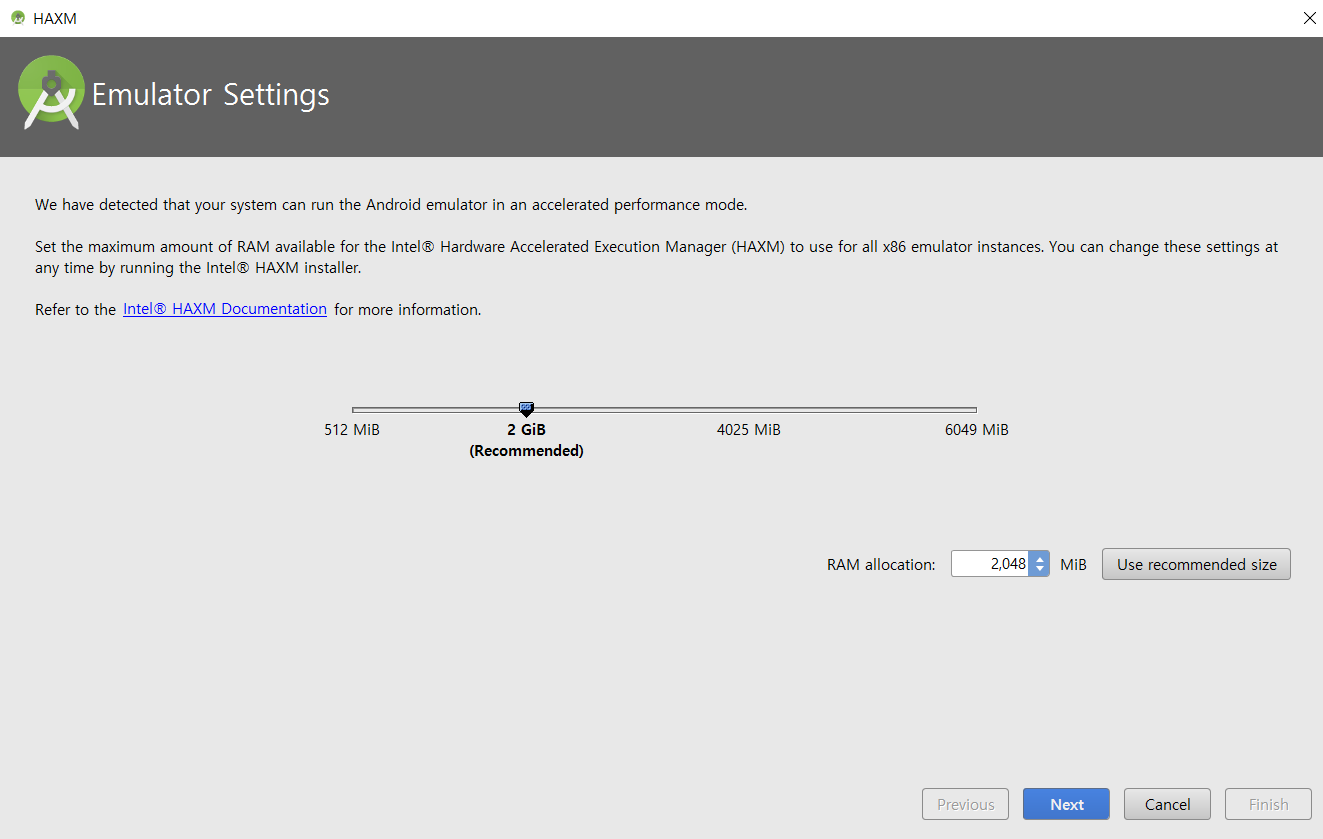 HAXM
Emulator Settings
We have detected that your system can run the Android emulator in an accelerated performance mode.
Set the maximum amount of RAM available for the Intel® Hardware Accelerated Execution Manager (HAXM) to use for all x86 emulator instances. You can change these settings at
any time by running the Intel® HAXM installer.
Refer to the Intel® HAXM Documentation for more information.
512 MiB 2 GiB 4025 MiB 6049 MiB
(Recommended)
RAM allocation: 2,048 MiB Use recommended size
Previous Next Cancel Finish